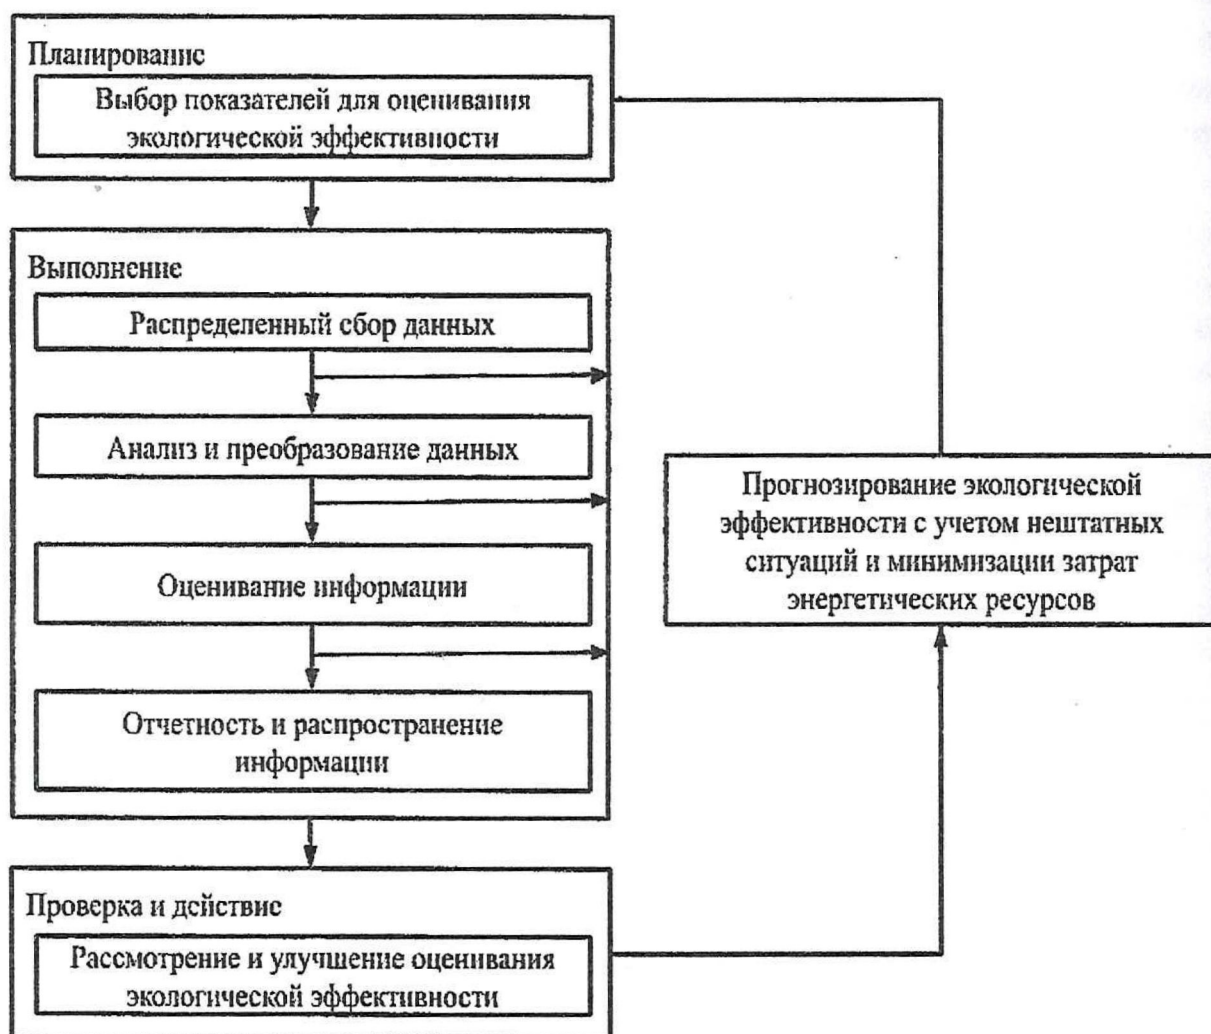 Планирование
Выбор показателей для оценивания
экологической эффективности
Выполнение
Распределенный сбор данных
Анализ и преобразование данных
Оценивание информации
Отчетность и распространение
информации
Прогнозирование экологической
эффективности с учетом нештатных
ситуаций и минимизации затрат
энергетических ресурсов
Проверка и действие
Рассмотрение и улучшение оценивания
экологической эффективности